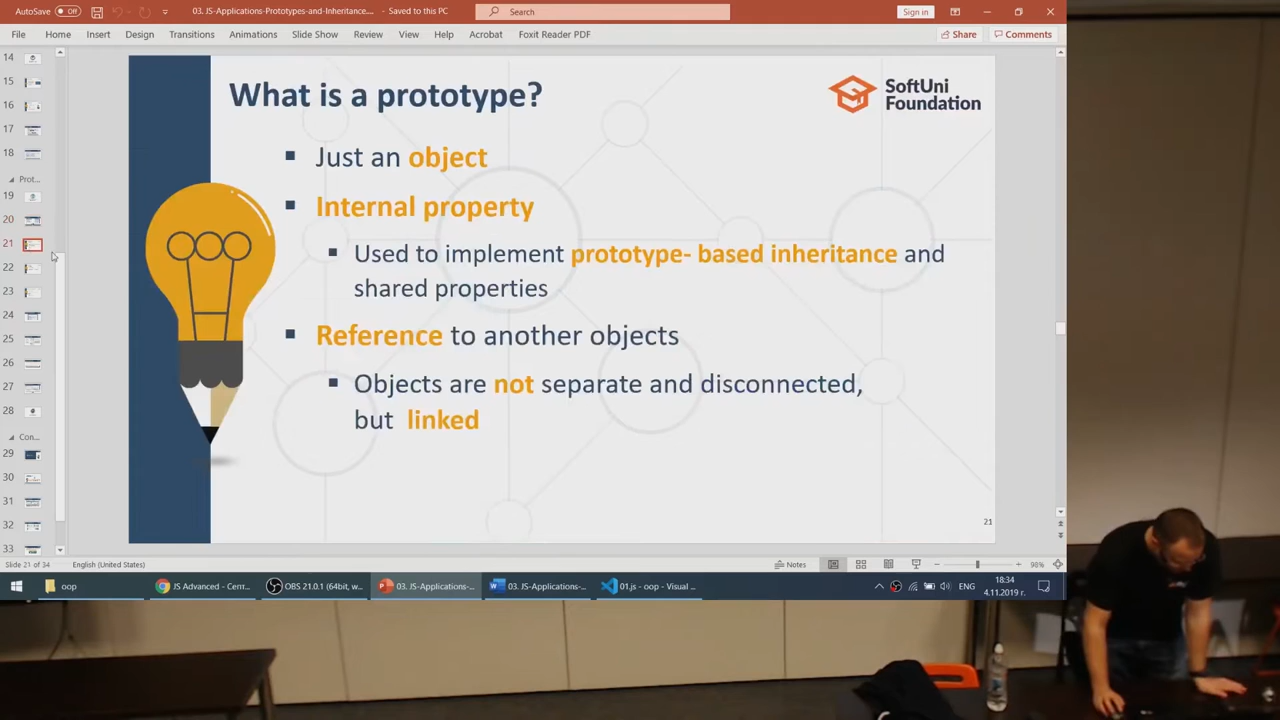 AutoSave Off
03. JS-Applications-Prototypes-and-Inheritance.... - Saved to this PC
Search
Sign in
File Home Insert Design Transitions Animations Slide Show Review View Help Acrobat Foxit Reader PDF Share Comments
14
15
16
17
18
Prot...
19
20
21
22
23
24
25
26
27
28
Con...
29
30
31
32
33
What is a prototype?
SoftUni
Foundation
Just an object
Internal property
Used to implement prototype- based inheritance and
shared properties
Reference to another objects
Objects are not separate and disconnected,
but linked
21
Slide 21 of 34 English (United States) Notes 98%
oop
JS Advanced - Серт...
OBS 21.0.1 (64bit, w...
03. JS-Applications-...
03. JS-Applications-...
01.js - oop - Visual ...
ENG
18:34
4.11.2019 г.